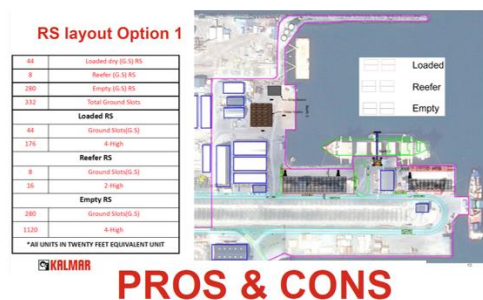 RS layout Option 1
44 Loaded dry (G.S) RS
8 Reefer (G.S) RS
280 Empty (G.S) RS
332 Total Ground Slots
Loaded RS
44 Ground Slots(G.S)
176 4-High
Reefer RS
8 Ground Slots(G.S)
16 2-High
Empty RS
280 Ground Slots(G.S)
1120 4-High
*All UNITS IN TWENTY FEET EQUIVALENT UNIT
Loaded
Reefer
Empty
KALMAR
PROS & CONS